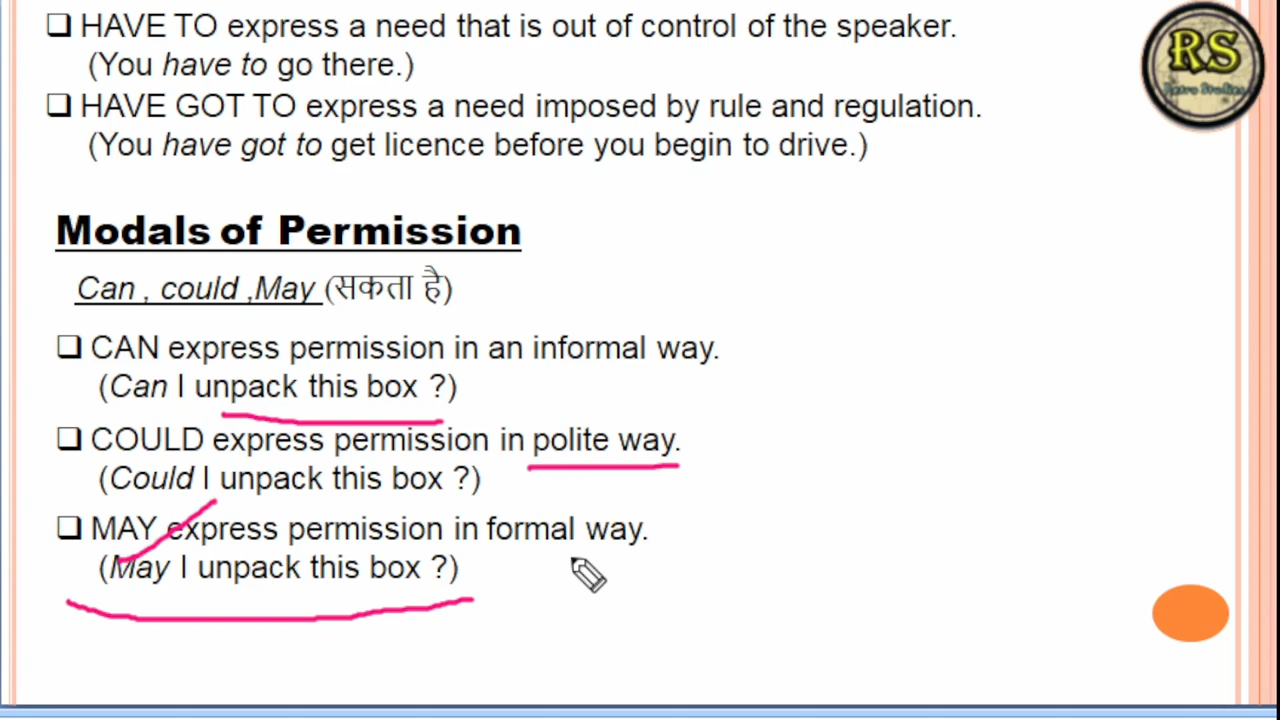 ❑ HAVE TO express a need that is out of control of the speaker.
(You have to go there.)
❑ HAVE GOT TO express a need imposed by rule and regulation.
(You have got to get licence before you begin to drive.)
RS
Retro Studies
Modals of Permission
Can , could ,May (सकता है)
❑ CAN express permission in an informal way.
(Can I unpack this box ?)
❑ COULD express permission in polite way.
(Could I unpack this box ?)
❑ MAY express permission in formal way.
(May I unpack this box ?)